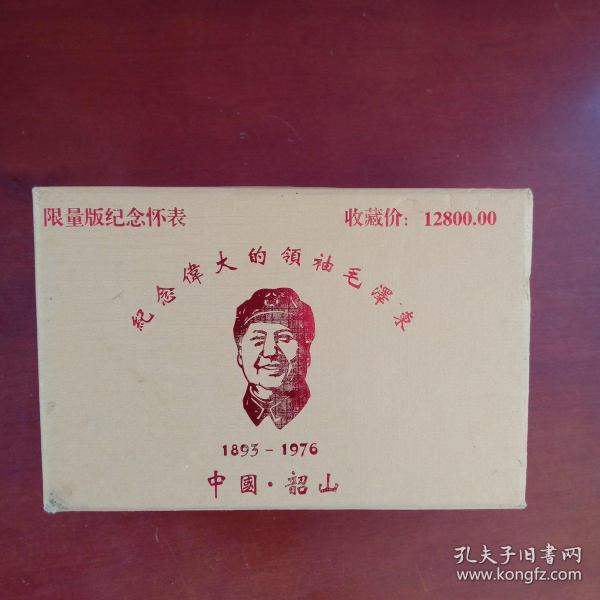 限量版纪念怀表
收藏价：12800.00
紀念偉大的領袖毛澤東
1893-1976
中國·韶山
孔夫子旧书网
www.kongfz.com